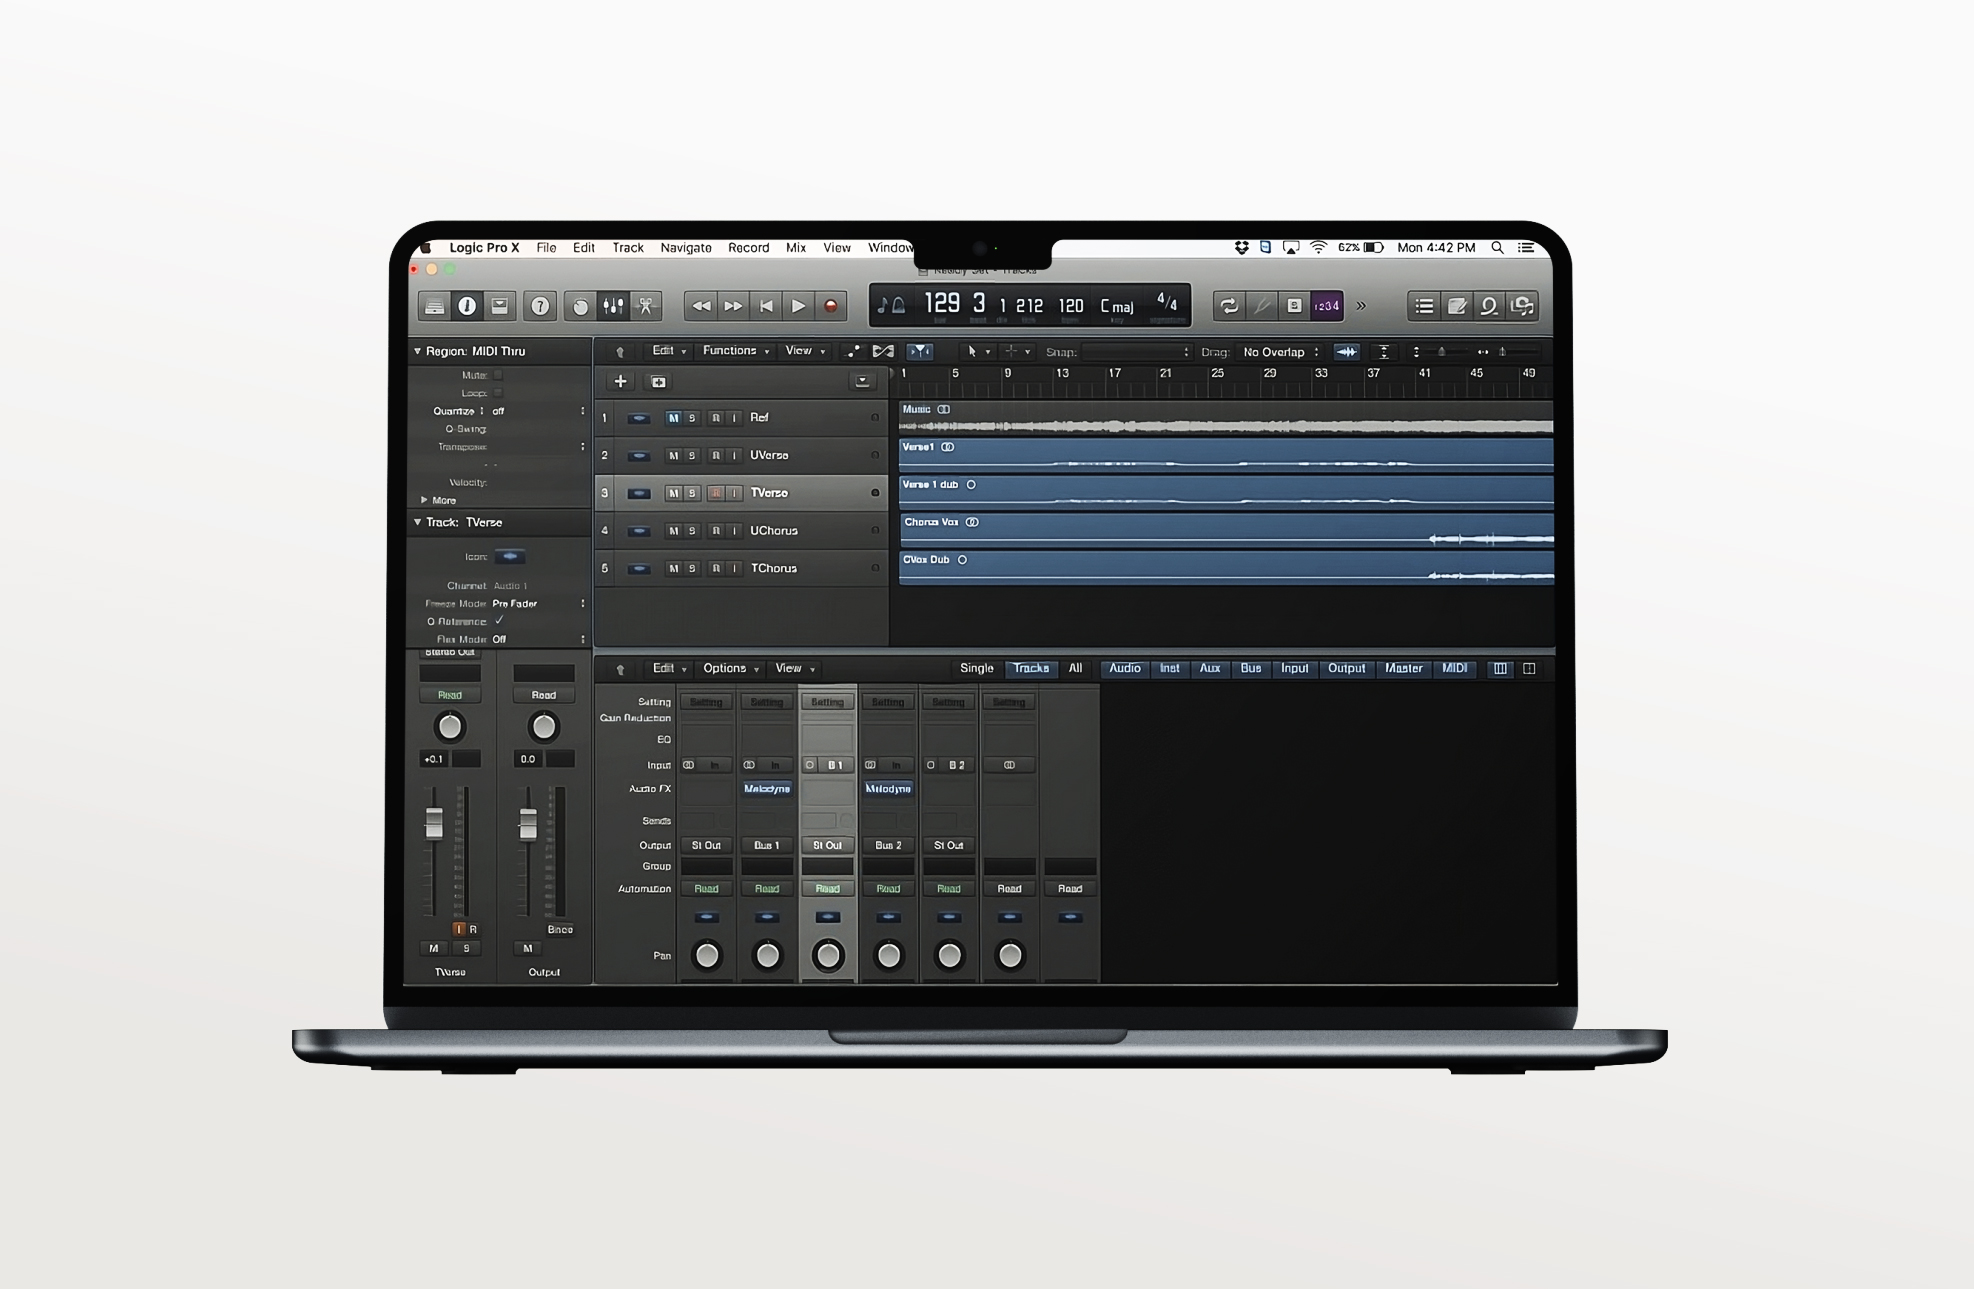 Logic Pro X File Edit Track Navigate Record Mix View Window 62% Mon 4:42 PM
Ready Set - Tracks
129 3 1 212 120 C maj 4/4
1234
Region: MIDI Thru
Mute:
Loop:
Quantize off
Q-Swing:
Transpose:
Velocity:
More
Track: TVerse
Icon:
Channel: Audio 1
Freeze Mode: Pre Fader
Q-Reference:
Flex Mode: Off
Stereo Out
Read Read
+0.1 0.0
I R Bnce
M S M
TVerse Output
Edit Functions View Snap: Drag: No Overlap
1 5 9 13 17 21 25 29 33 37 41 45 49
1 M S R I Ref
Music
2 M S R I UVerse
Verse1
3 M S R I TVerse
Verse 1 dub
4 M S R I UChorus
Chorus Vox
5 M S R I TChorus
CVox Dub
Edit Options View Single Tracks All Audio Inst Aux Bus Input Output Master MIDI
Setting Setting Setting Setting Setting Setting Setting
Gain Reduction
EQ
Input In In B 1 In B 2
Audio FX Melodyne Melodyne
Sends
Output St Out Bus 1 St Out Bus 2 St Out
Group
Automation Read Read Read Read Read Read Read
Pan